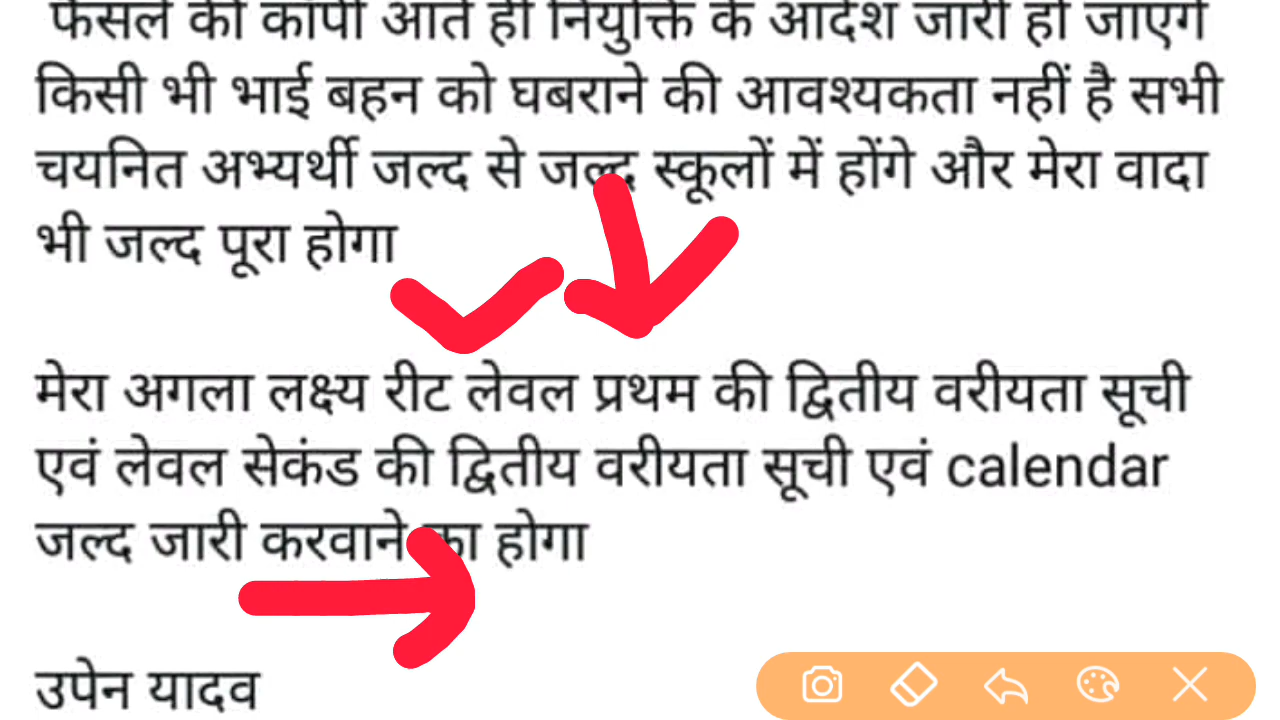 फैसले की कॉपी आते ही नियुक्ति के आदेश जारी हो जाएंगे
किसी भी भाई बहन को घबराने की आवश्यकता नहीं है सभी
चयनित अभ्यर्थी जल्द से जल्द स्कूलों में होंगे और मेरा वादा
भी जल्द पूरा होगा
मेरा अगला लक्ष्य रीट लेवल प्रथम की द्वितीय वरीयता सूची
एवं लेवल सेकंड की द्वितीय वरीयता सूची एवं calendar
जल्द जारी करवाने का होगा
उपेन यादव